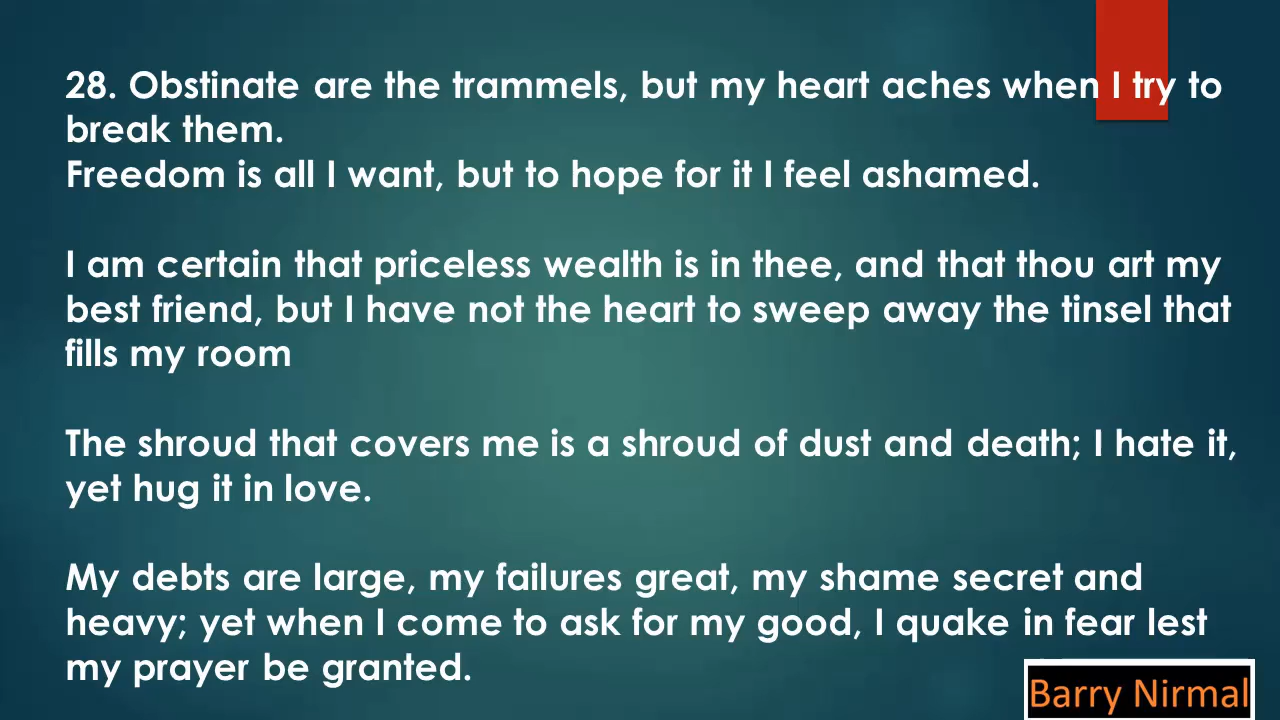 28. Obstinate are the trammels, but my heart aches when I try to
break them.
Freedom is all I want, but to hope for it I feel ashamed.
I am certain that priceless wealth is in thee, and that thou art my
best friend, but I have not the heart to sweep away the tinsel that
fills my room
The shroud that covers me is a shroud of dust and death; I hate it,
yet hug it in love.
My debts are large, my failures great, my shame secret and
heavy; yet when I come to ask for my good, I quake in fear lest
my prayer be granted.
Barry Nirmal